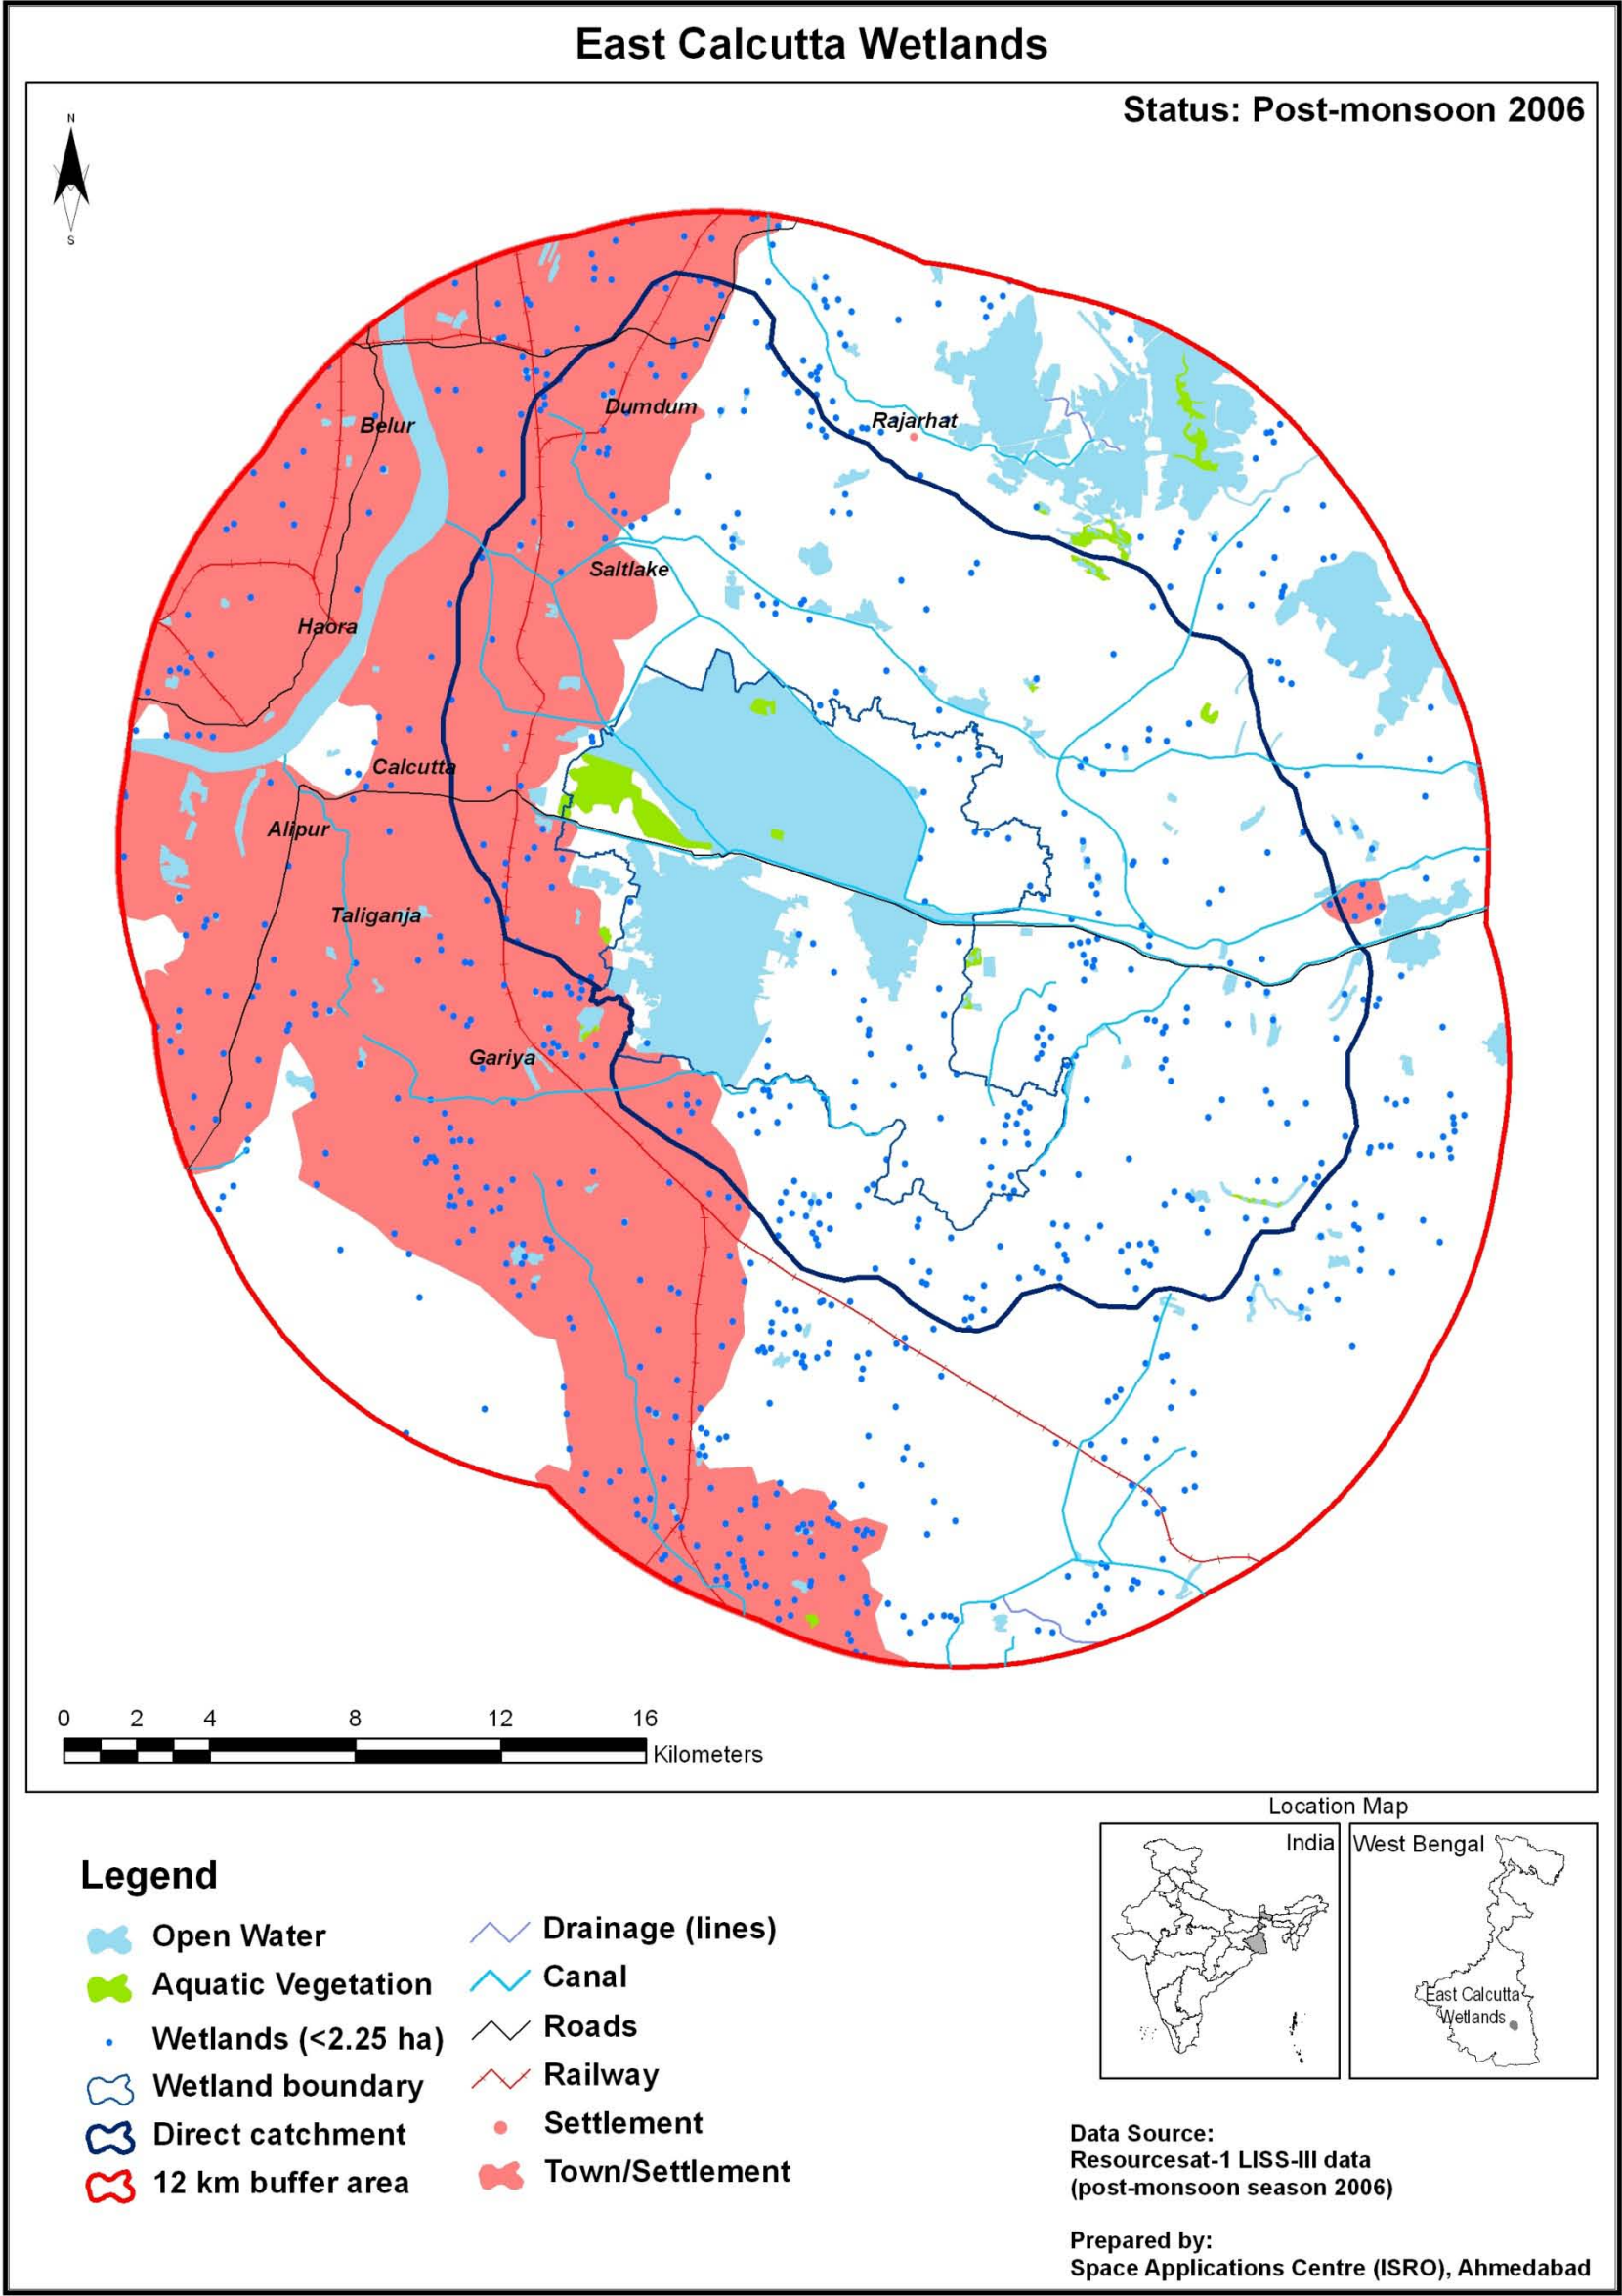 East Calcutta Wetlands
Status: Post-monsoon 2006
N
S
Dumdum
Rajarhat
Belur
Saltlake
Haora
Calcutta
Alipur
Taliganja
Gariya
0 2 4 8 12 16
Kilometers
Location Map
India
West Bengal
East Calcutta
Wetlands
Legend
Open Water
Aquatic Vegetation
Wetlands (<2.25 ha)
Wetland boundary
Direct catchment
12 km buffer area
Drainage (lines)
Canal
Roads
Railway
Settlement
Town/Settlement
Data Source:
Resourcesat-1 LISS-III data
(post-monsoon season 2006)
Prepared by:
Space Applications Centre (ISRO), Ahmedabad